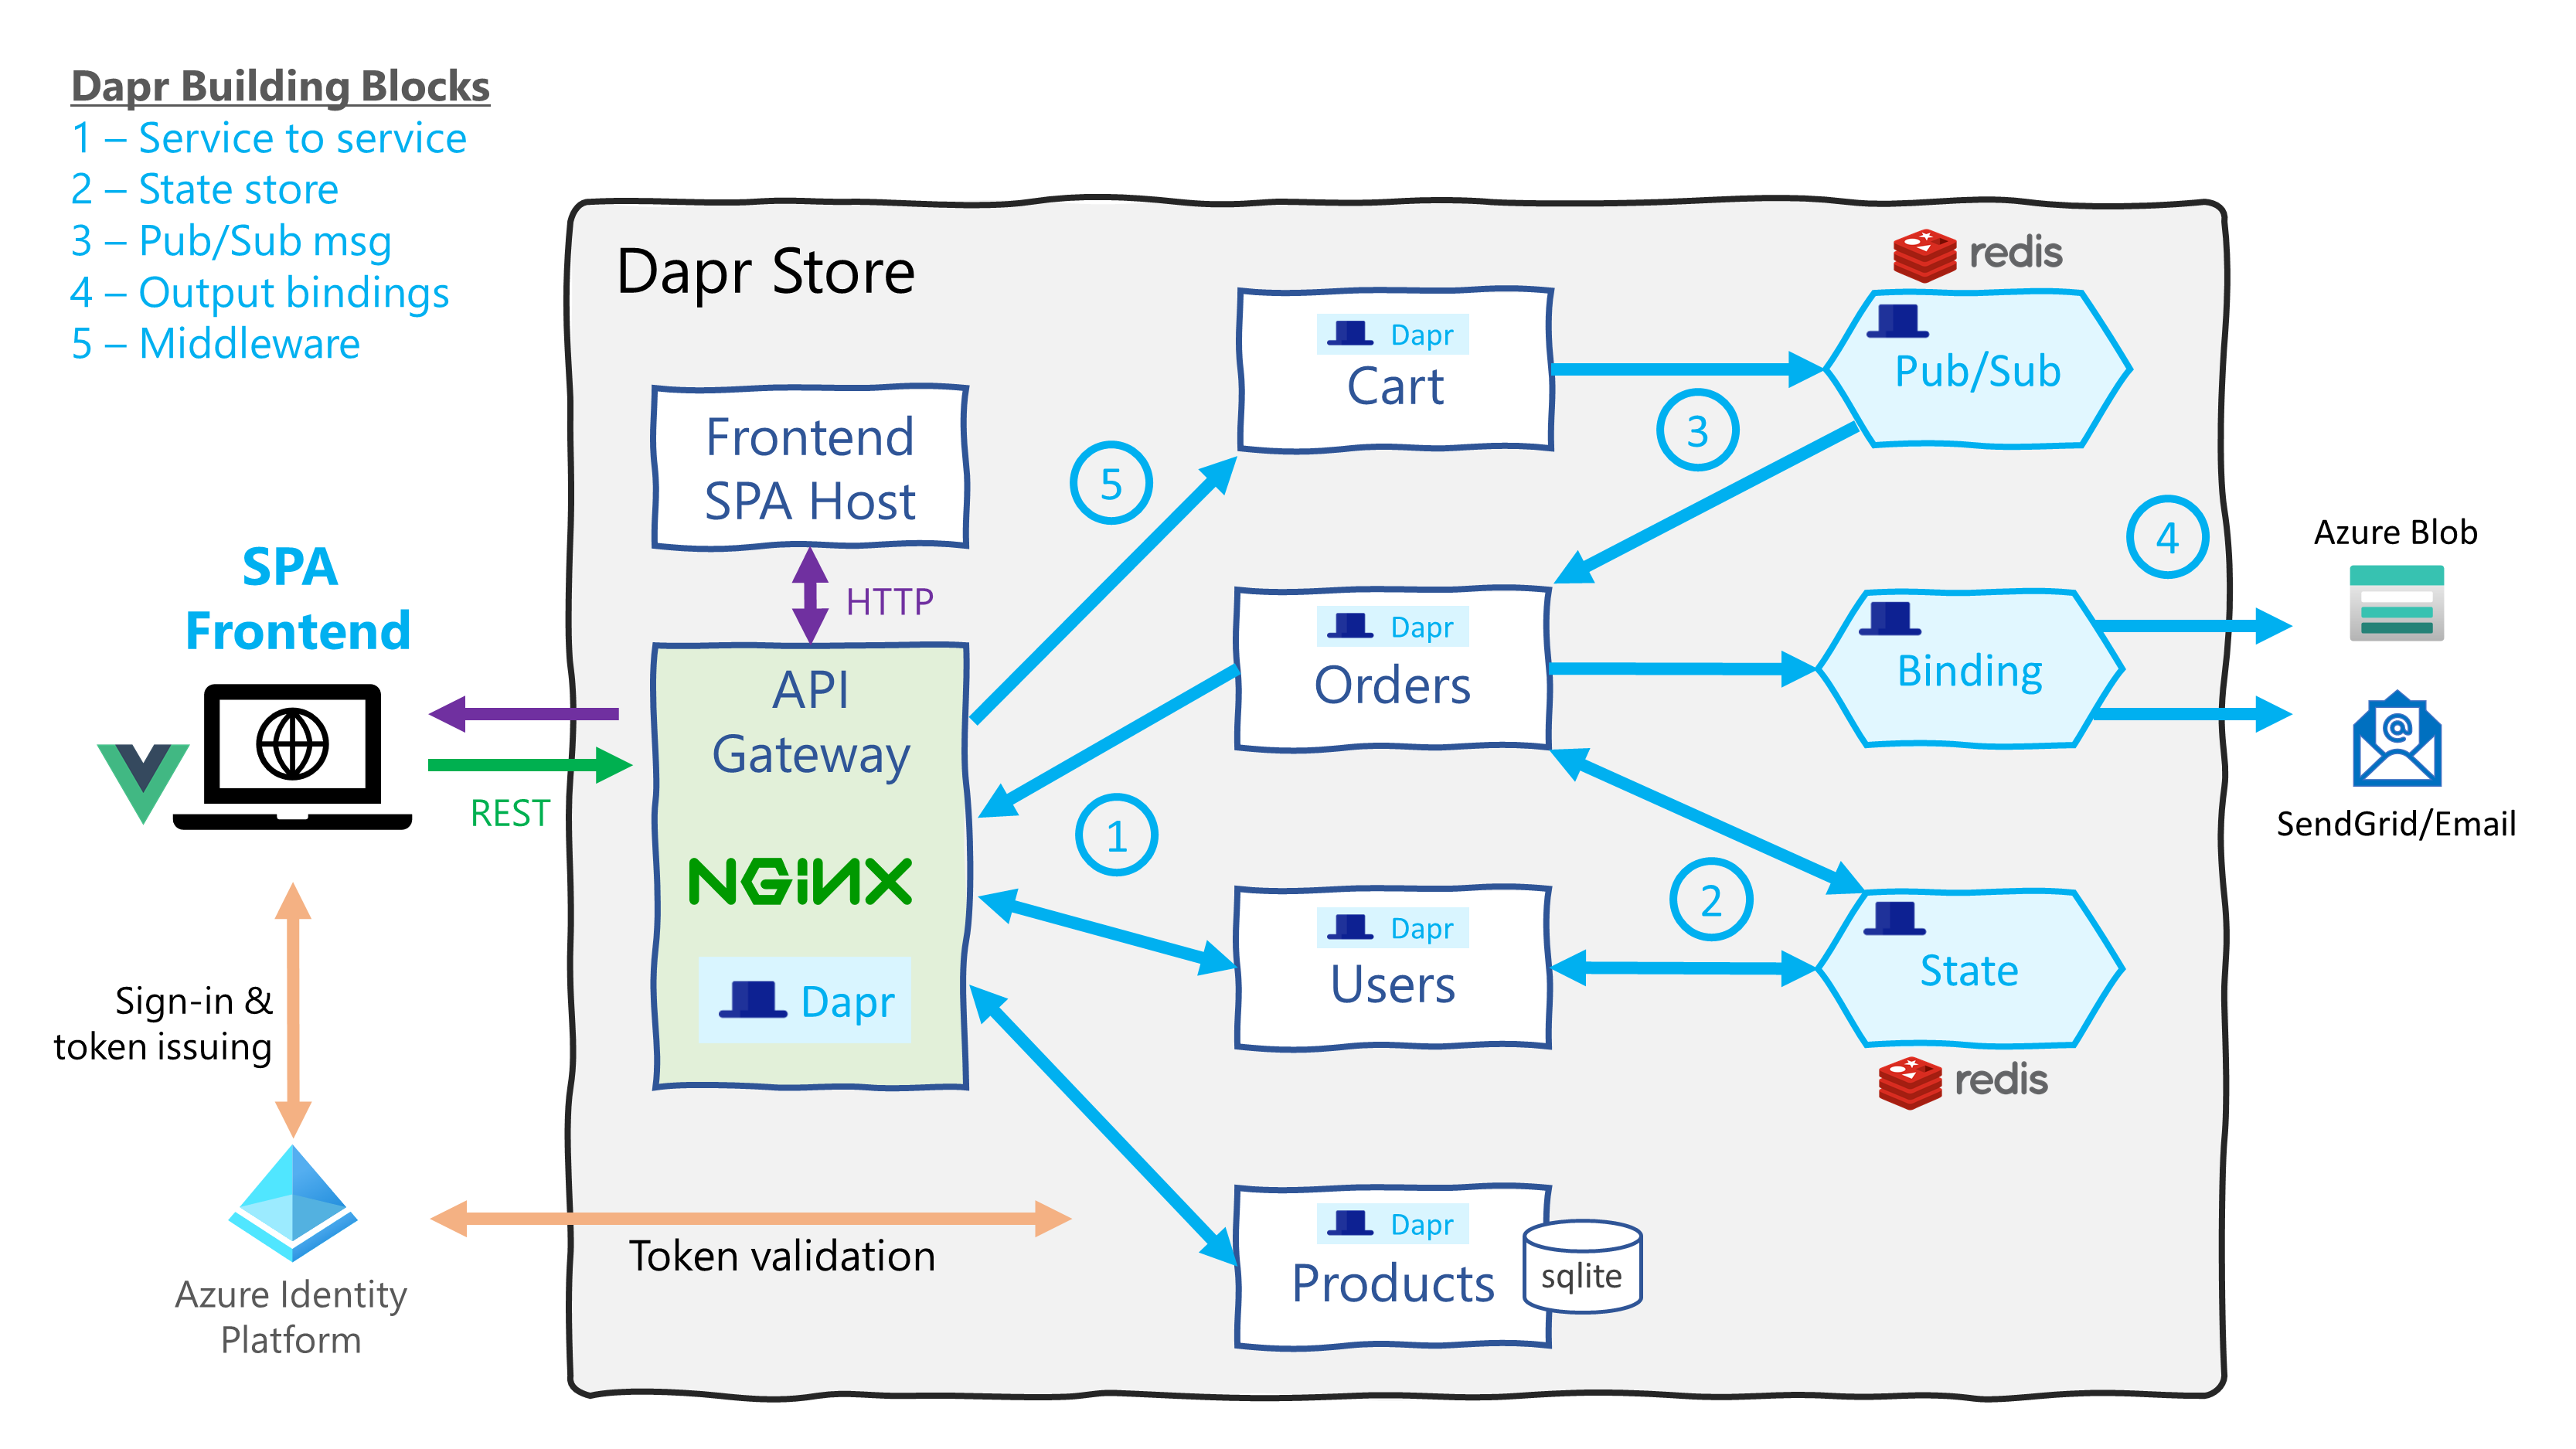 Dapr Building Blocks
1 – Service to service
2 – State store
3 – Pub/Sub msg
4 – Output bindings
5 – Middleware
Dapr Store
redis
Dapr
Cart
Pub/Sub
3
5
Frontend
SPA Host
HTTP
4
Azure Blob
SPA
Frontend
API
Gateway
Dapr
Orders
Binding
REST
SendGrid/Email
1
NGINX
Dapr
Dapr
Users
2
State
redis
Sign-in &
token issuing
Token validation
Dapr
Products
sqlite
Azure Identity
Platform